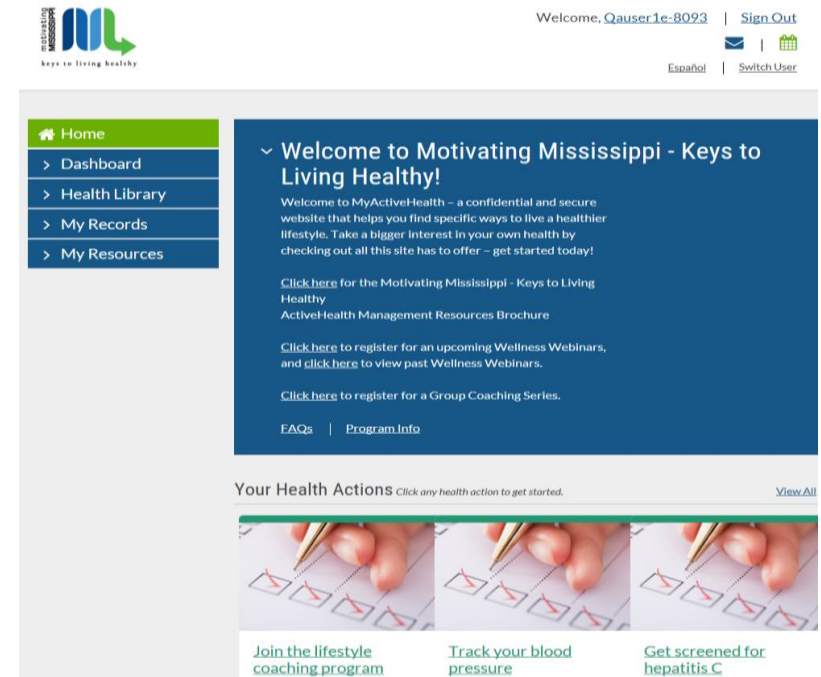 motivating
MISSISSIPPI
keys to living healthy
Welcome, Qauser1e-8093 | Sign Out
|
Español | Switch User
Home
> Dashboard
> Health Library
> My Records
> My Resources
Welcome to Motivating Mississippi - Keys to
Living Healthy!
Welcome to MyActiveHealth – a confidential and secure
website that helps you find specific ways to live a healthier
lifestyle. Take a bigger interest in your own health by
checking out all this site has to offer – get started today!
Click here for the Motivating Mississippi - Keys to Living
Healthy
ActiveHealth Management Resources Brochure
Click here to register for an upcoming Wellness Webinars,
and click here to view past Wellness Webinars.
Click here to register for a Group Coaching Series.
FAQs | Program Info
Your Health Actions Click any health action to get started. View All
Join the lifestyle
coaching program
Track your blood
pressure
Get screened for
hepatitis C